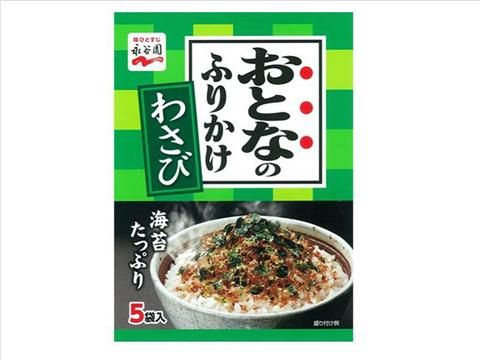 味ひとすじ
永谷園
おとなの
ふりかけ
わさび
海苔
たっぷり
5袋入
盛り付け例